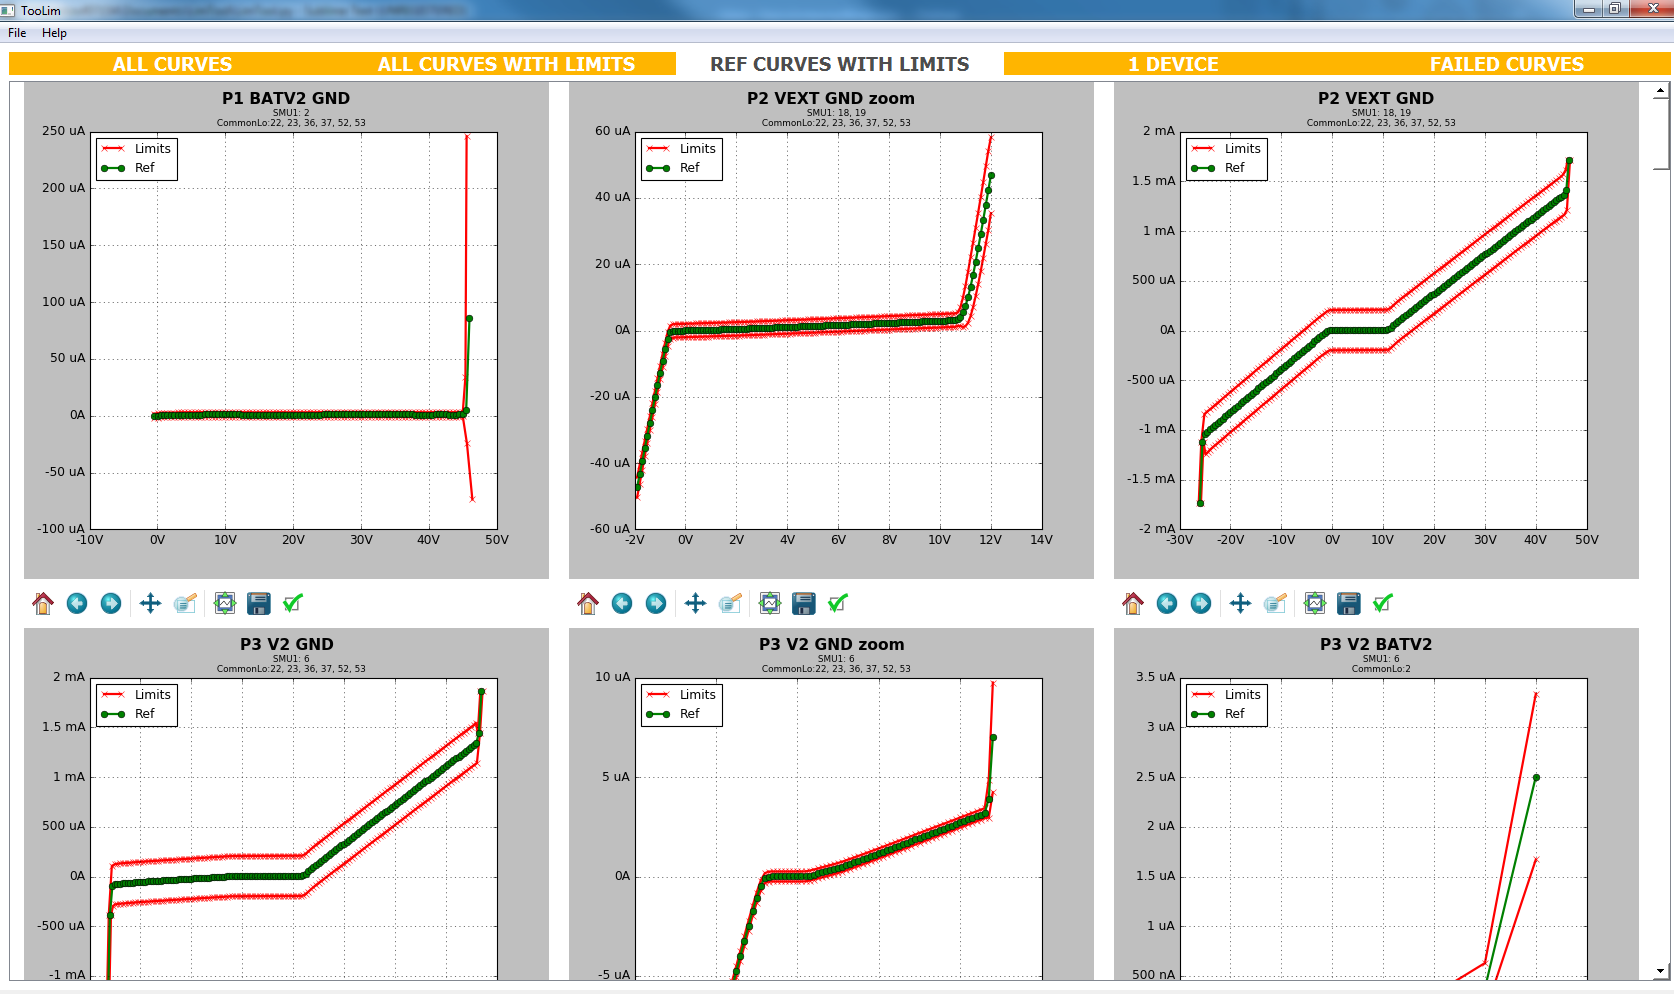 TooLim
File Help
ALL CURVES ALL CURVES WITH LIMITS REF CURVES WITH LIMITS 1 DEVICE FAILED CURVES
P1 BATV2 GND
SMU1: 2
CommonLo:22, 23, 36, 37, 52, 53
250 uA
200 uA
150 uA
100 uA
50 uA
0A
-50 uA
-100 uA
Limits
Ref
-10V 0V 10V 20V 30V 40V 50V
P2 VEXT GND zoom
SMU1: 18, 19
CommonLo:22, 23, 36, 37, 52, 53
60 uA
40 uA
20 uA
0A
-20 uA
-40 uA
-60 uA
Limits
Ref
-2V 0V 2V 4V 6V 8V 10V 12V 14V
P2 VEXT GND
SMU1: 18, 19
CommonLo:22, 23, 36, 37, 52, 53
2 mA
1.5 mA
1 mA
500 uA
0A
-500 uA
-1 mA
-1.5 mA
-2 mA
Limits
Ref
-30V -20V -10V 0V 10V 20V 30V 40V 50V
P3 V2 GND
SMU1: 6
CommonLo:22, 23, 36, 37, 52, 53
2 mA
1.5 mA
1 mA
500 uA
0A
-500 uA
-1 mA
Limits
Ref
P3 V2 GND zoom
SMU1: 6
CommonLo:22, 23, 36, 37, 52, 53
10 uA
5 uA
0A
-5 uA
Limits
Ref
P3 V2 BATV2
SMU1: 6
CommonLo:2
3.5 uA
3 uA
2.5 uA
2 uA
1.5 uA
1 uA
500 nA
Limits
Ref